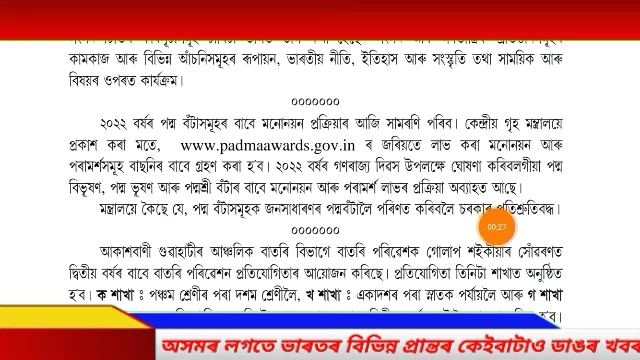 কামকাজ আৰু বিভিন্ন আঁচনিসমূহৰ ৰূপায়ন, ভাৰতীয় নীতি, ইতিহাস আৰু সংস্কৃতি তথা সাময়িক আৰু
বিষয়ৰ ওপৰত কাৰ্যক্ৰম।
০০০০০০০
২০২২ বৰ্ষৰ পদ্ম বঁটাসমূহৰ বাবে মনোনয়ন প্ৰক্ৰিয়াৰ আজি সামৰণি পৰিব। কেন্দ্ৰীয় গৃহ মন্ত্ৰালয়ে
প্ৰকাশ কৰা মতে, www.padmaawards.gov.in ৰ জৰিয়তে লাভ কৰা মনোনয়ন আৰু
পৰামৰ্শসমূহ বাছনিৰ বাবে গ্ৰহণ কৰা হ'ব। ২০২২ বৰ্ষৰ গণৰাজ্য দিৱস উপলক্ষে ঘোষণা কৰিবলগীয়া পদ্ম
বিভূষণ, পদ্ম ভূষণ আৰু পদ্মশ্ৰী বঁটাৰ বাবে মনোনয়ন আৰু পৰামৰ্শ লাভৰ প্ৰক্ৰিয়া অব্যাহত আছে।
মন্ত্ৰালয়ে কৈছে যে, পদ্ম বঁটাসমূহক জনসাধাৰণৰ পদ্মবঁটালৈ পৰিণত কৰিবলৈ চৰকাৰ প্ৰতিশ্ৰুতিবদ্ধ।
00:27
০০০০০০০
আকাশবাণী গুৱাহাটীৰ আঞ্চলিক বাতৰি বিভাগে বাতৰি পৰিৱেশক গোলাপ শইকীয়াৰ সোঁৱৰণত
দ্বিতীয় বৰ্ষৰ বাবে বাতৰি পৰিৱেশন প্ৰতিযোগিতাৰ আয়োজন কৰিছে। প্ৰতিযোগিতা তিনিটা শাখাত অনুষ্ঠিত
হ'ব। ক শাখা ঃ পঞ্চম শ্ৰেণীৰ পৰা দশম শ্ৰেণীলৈ, খ শাখা ঃ একাদশৰ পৰা স্নাতক পৰ্যায়লৈ আৰু গ শাখা
হ'ব।
অসমৰ লগতে ভাৰতৰ বিভিন্ন প্ৰান্তৰ কেইবাটাও ডাঙৰ খবৰ